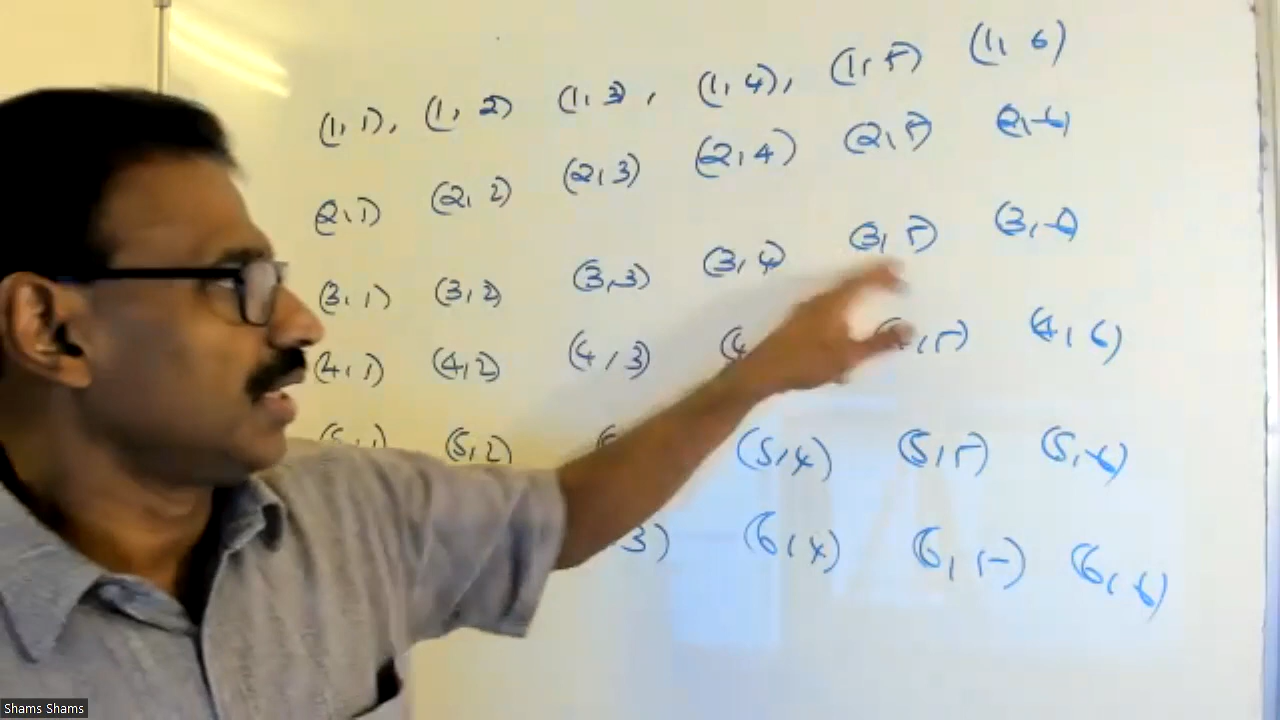 (1, 1), (1, 2) (1, 3), (1, 4), (1, 5) (1, 6)
(2, 1) (2, 2) (2, 3) (2, 4) (2, 5) (2, 6)
(3, 1) (3, 2) (3, 3) (3, 4) (3, 5) (3, 6)
(4, 1) (4, 2) (4, 3) (4 , 5) (4, 6)
(5, 1) (5, 2) (5, 4) (5, 5) (5, 6)
3) (6, 4) (6, 5) (6, 6)
Shams Shams